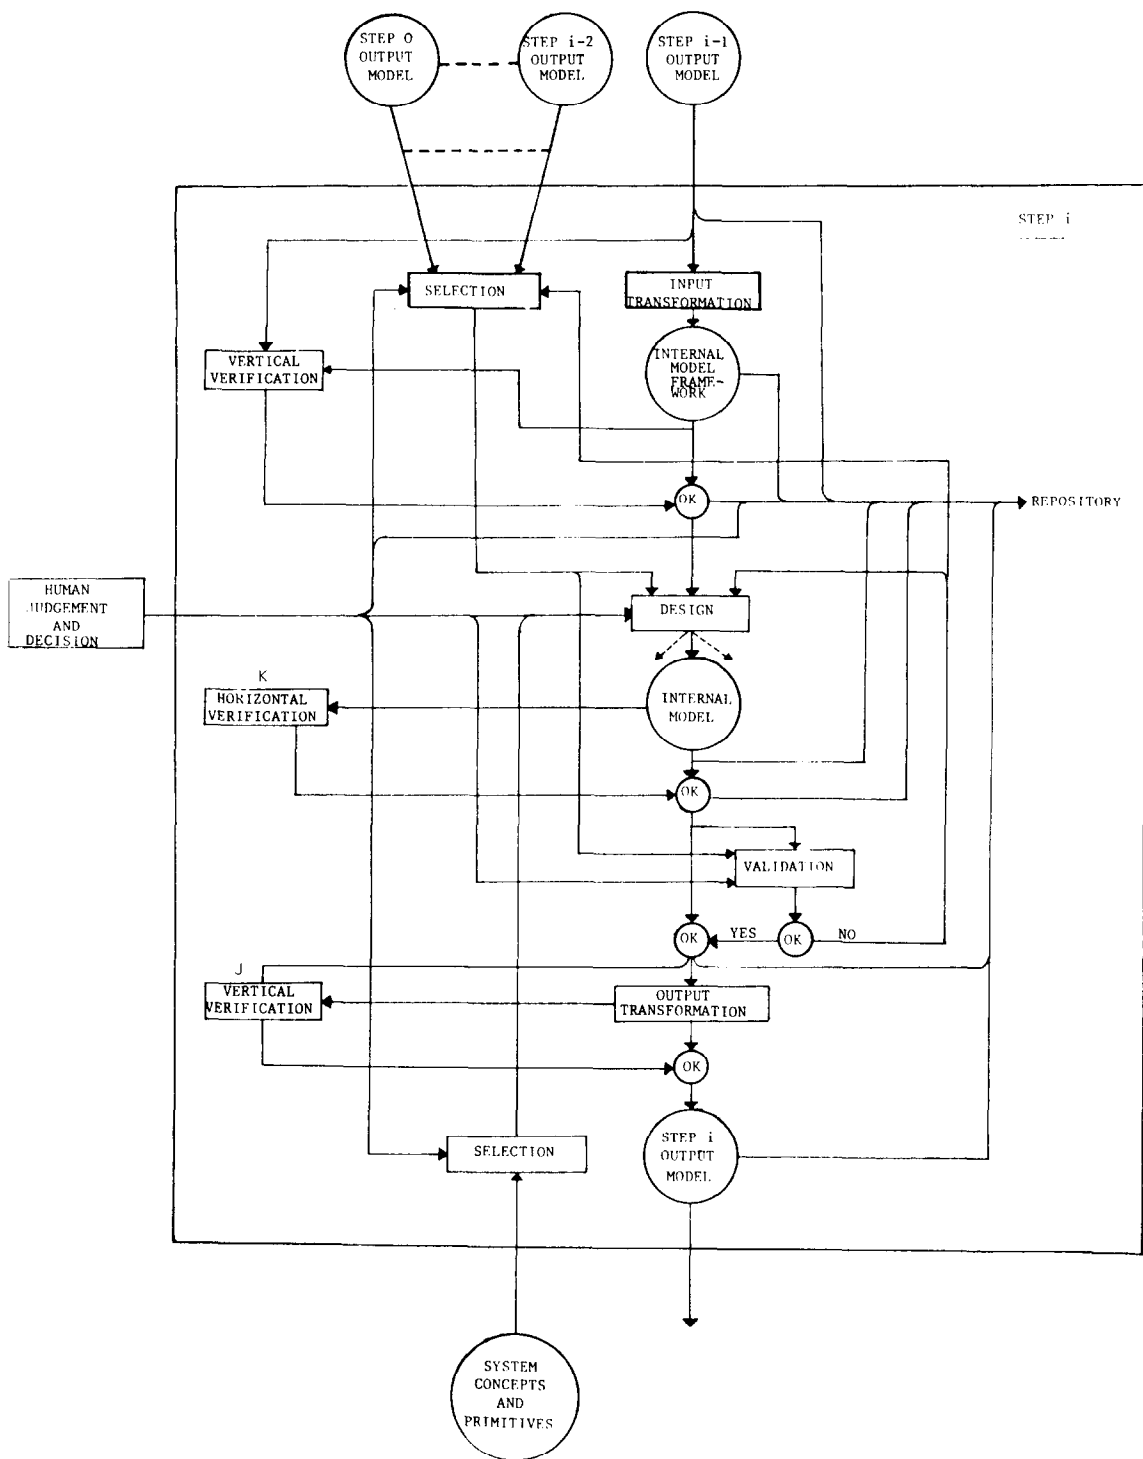 STEP 0
OUTPUT
MODEL
STEP i-2
OUTPUT
MODEL
STEP i-1
OUTPUT
MODEL
STEP i
SELECTION
INPUT
TRANSFORMATION
VERTICAL
VERIFICATION
INTERNAL
MODEL
FRAME-
WORK
OK
REPOSITORY
HUMAN
JUDGEMENT
AND
DECISION
DESIGN
K
HORIZONTAL
VERIFICATION
INTERNAL
MODEL
OK
VALIDATION
OK
YES
OK
NO
J
VERTICAL
VERIFICATION
OUTPUT
TRANSFORMATION
OK
SELECTION
STEP i
OUTPUT
MODEL
SYSTEM
CONCEPTS
AND
PRIMITIVES